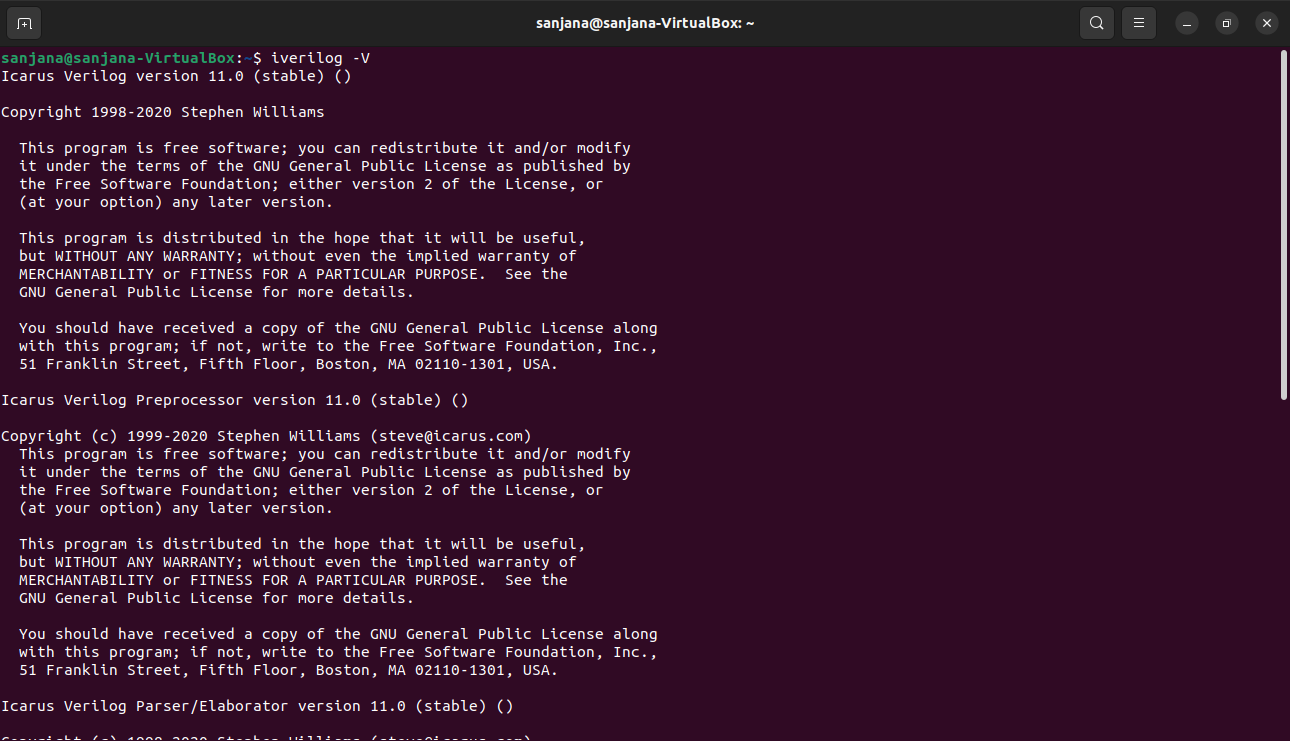 sanjana@sanjana-VirtualBox: ~
sanjana@sanjana-VirtualBox:~$ iverilog -V
Icarus Verilog version 11.0 (stable) ()

Copyright 1998-2020 Stephen Williams

  This program is free software; you can redistribute it and/or modify
  it under the terms of the GNU General Public License as published by
  the Free Software Foundation; either version 2 of the License, or
  (at your option) any later version.

  This program is distributed in the hope that it will be useful,
  but WITHOUT ANY WARRANTY; without even the implied warranty of
  MERCHANTABILITY or FITNESS FOR A PARTICULAR PURPOSE.  See the
  GNU General Public License for more details.

  You should have received a copy of the GNU General Public License along
  with this program; if not, write to the Free Software Foundation, Inc.,
  51 Franklin Street, Fifth Floor, Boston, MA 02110-1301, USA.

Icarus Verilog Preprocessor version 11.0 (stable) ()

Copyright (c) 1999-2020 Stephen Williams (steve@icarus.com)
  This program is free software; you can redistribute it and/or modify
  it under the terms of the GNU General Public License as published by
  the Free Software Foundation; either version 2 of the License, or
  (at your option) any later version.

  This program is distributed in the hope that it will be useful,
  but WITHOUT ANY WARRANTY; without even the implied warranty of
  MERCHANTABILITY or FITNESS FOR A PARTICULAR PURPOSE.  See the
  GNU General Public License for more details.

  You should have received a copy of the GNU General Public License along
  with this program; if not, write to the Free Software Foundation, Inc.,
  51 Franklin Street, Fifth Floor, Boston, MA 02110-1301, USA.

Icarus Verilog Parser/Elaborator version 11.0 (stable) ()

Copyright (c) 1998-2020 Stephen Williams (steve@icarus.com)